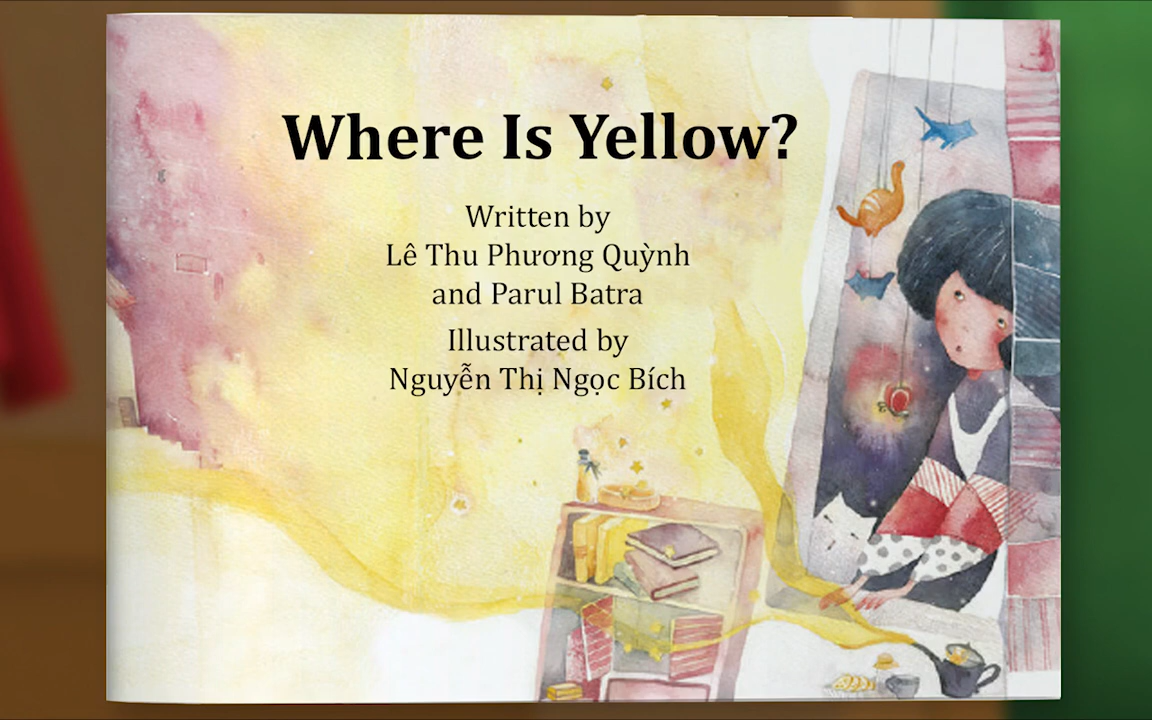 Where Is Yellow?
Written by
Lê Thu Phương Quỳnh
and Parul Batra
Illustrated by
Nguyễn Thị Ngọc Bích